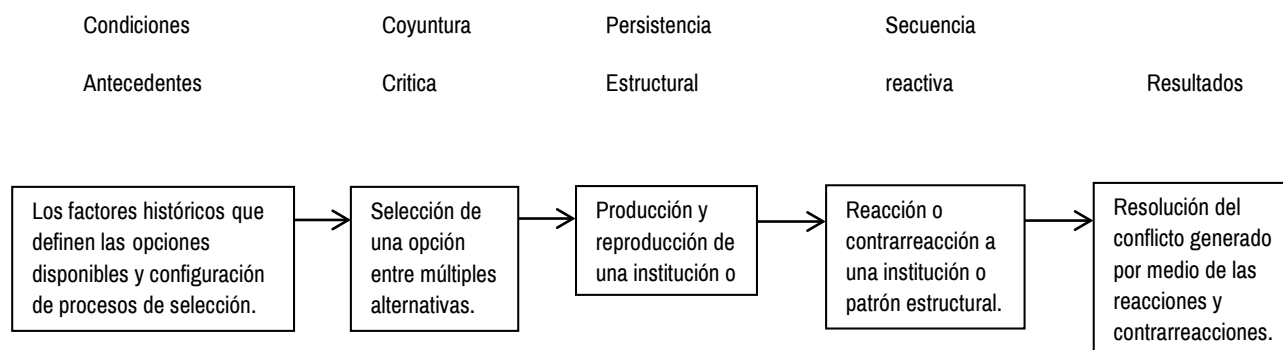 Condiciones
Antecedentes
Coyuntura
Critica
Persistencia
Estructural
Secuencia
reactiva
Resultados
Los factores históricos que
definen las opciones
disponibles y configuración
de procesos de selección.
Selección de
una opción
entre múltiples
alternativas.
Producción y
reproducción de
una institución o
Reacción o
contrarreacción a
una institución o
patrón estructural.
Resolución del
conflicto generado
por medio de las
reacciones y
contrarreacciones.